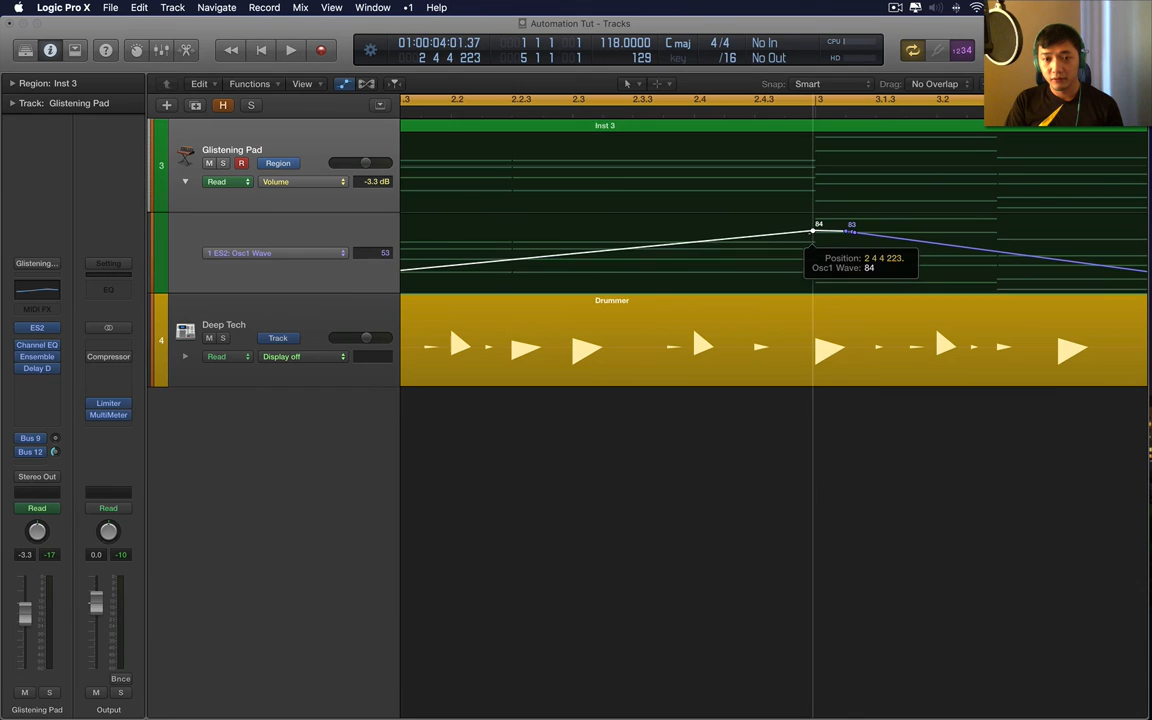 Logic Pro X File Edit Track Navigate Record Mix View Window •1 Help
Automation Tut - Tracks
01:00:04:01.37 1 1 1 1 118.0000 C maj 4/4 No In CPU
2 4 4 223 5 1 1 1 129 key /16 No Out HD
1234
Region: Inst 3
Edit Functions View Snap: Smart Drag: No Overlap
Track: Glistening Pad
H S
.3 2.2 2.2.3 2.3 2.3.3 2.4 2.4.3 3 3.1.3 3.2
Inst 3
3
Glistening Pad
M S R Region
Read Volume -3.3 dB
84 83
1 ES2: Osc1 Wave 53
Position: 2 4 4 223.
Osc1 Wave: 84
Glistening... Setting
EQ
MIDI FX
ES2
Channel EQ
Ensemble
Delay D
Compressor
Limiter
MultiMeter
Drummer
4
Deep Tech
M S Track
Read Display off
Bus 9
Bus 12
Stereo Out
Read Read
-3.3 -17 0.0 -10
Bnce
M S M S
Glistening Pad Output